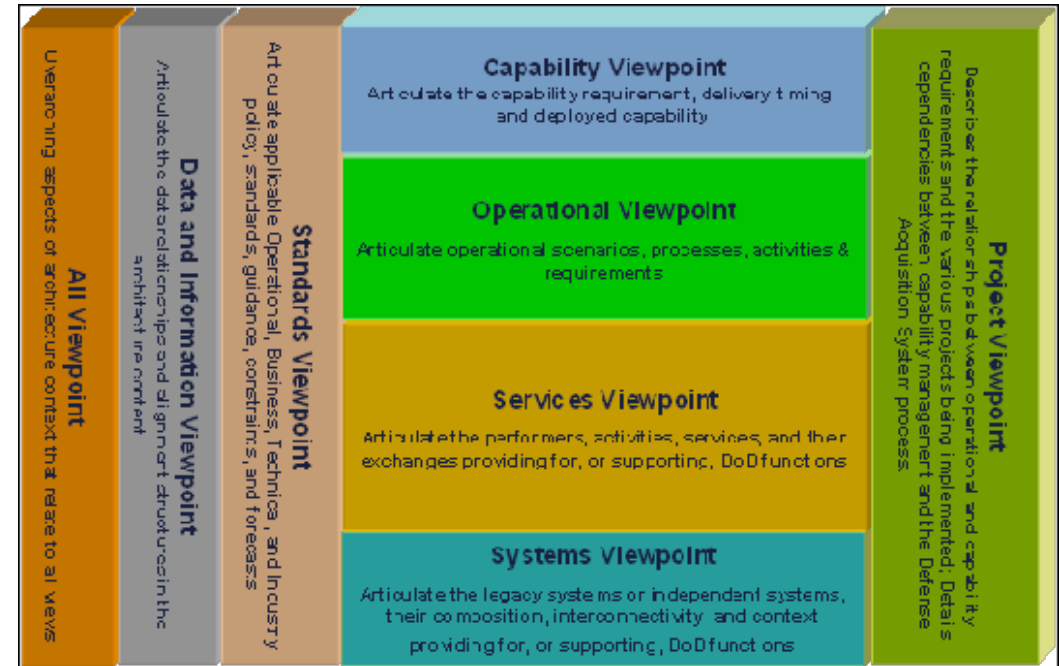 All Viewpoint
Overarching aspects of architecture context that relate to all views
Data and Information Viewpoint
Articulate the data relationships and alignment structures in the
architecture content
Standards Viewpoint
Articulate applicable Operational, Business, Technical, and Industry
policy, standards, guidance, constraints, and forecasts
Capability Viewpoint
Articulate the capability requirement, delivery timing
and deployed capability
Operational Viewpoint
Articulate operational scenarios, processes, activities &
requirements
Services Viewpoint
Articulate the performers, activities, services, and their
exchanges providing for, or supporting, DoD functions
Systems Viewpoint
Articulate the legacy systems or independent systems,
their composition, interconnectivity and context
providing for, or supporting, DoD functions
Project Viewpoint
Describes the relationships between operational and capability
requirements and the various projects being implemented; Details
dependencies between capability management and the Defense
Acquisition System process.